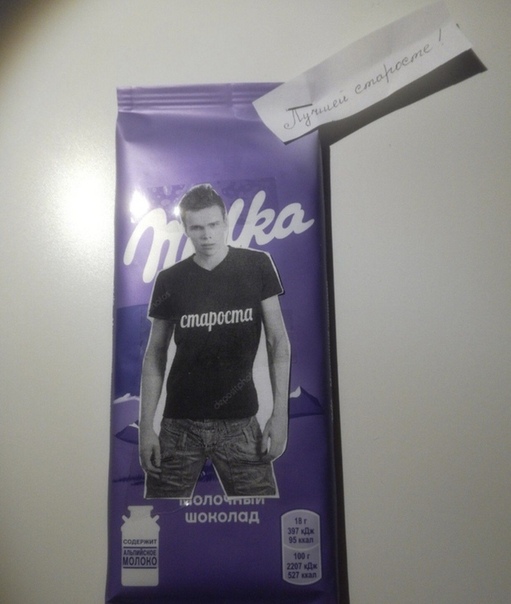 Лучшей старосте!
Milka
староста
depositphotos
молочный
шоколад
СОДЕРЖИТ
АЛЬПИЙСКОЕ
МОЛОКО
18 г
397 кДж
95 ккал
100 г
2207 кДж
527 ккал